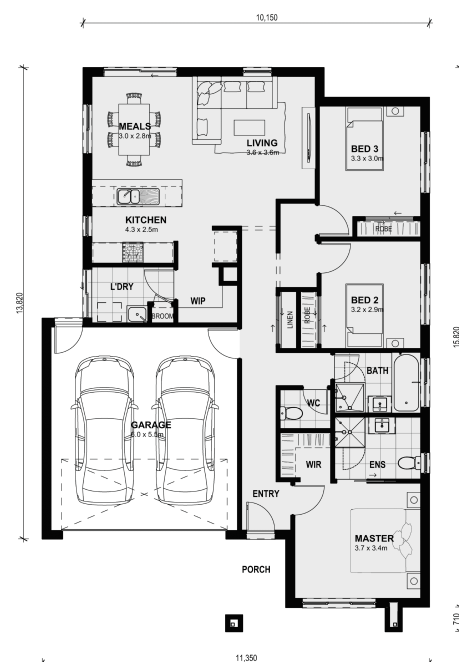 10,150
MEALS
3.0 x 2.8m
LIVING
3.6 x 3.6m
BED 3
3.3 x 3.0m
ROBE
KITCHEN
4.3 x 2.5m
L'DRY
WIP
BROOM
LINEN
ROBE
BED 2
3.2 x 2.9m
13,820
15,820
BATH
WC
GARAGE
6.0 x 5.5m
WIR
ENS
ENTRY
MASTER
3.7 x 3.4m
PORCH
710
11,350